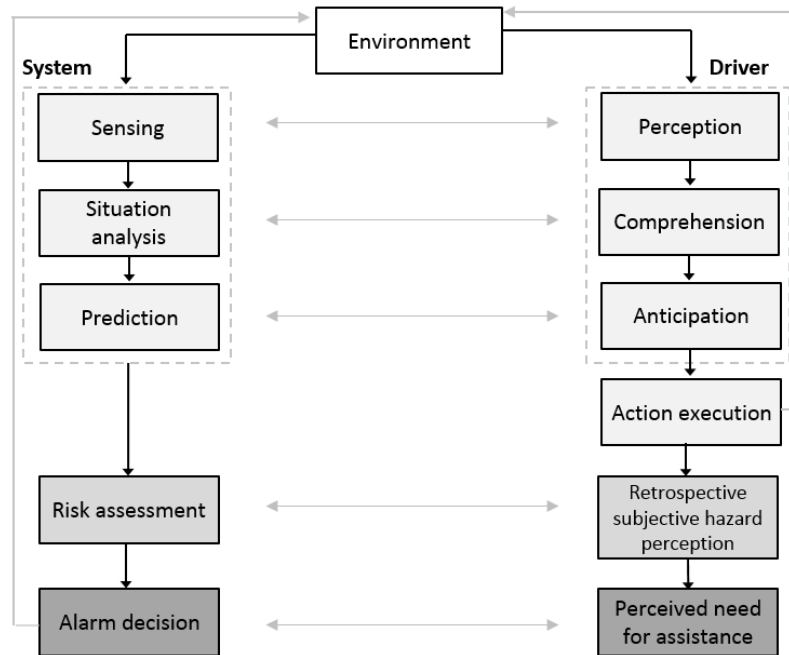 Environment
System
Driver
Sensing
Perception
Situation
analysis
Comprehension
Prediction
Anticipation
Action execution
Risk assessment
Retrospective
subjective hazard
perception
Alarm decision
Perceived need
for assistance